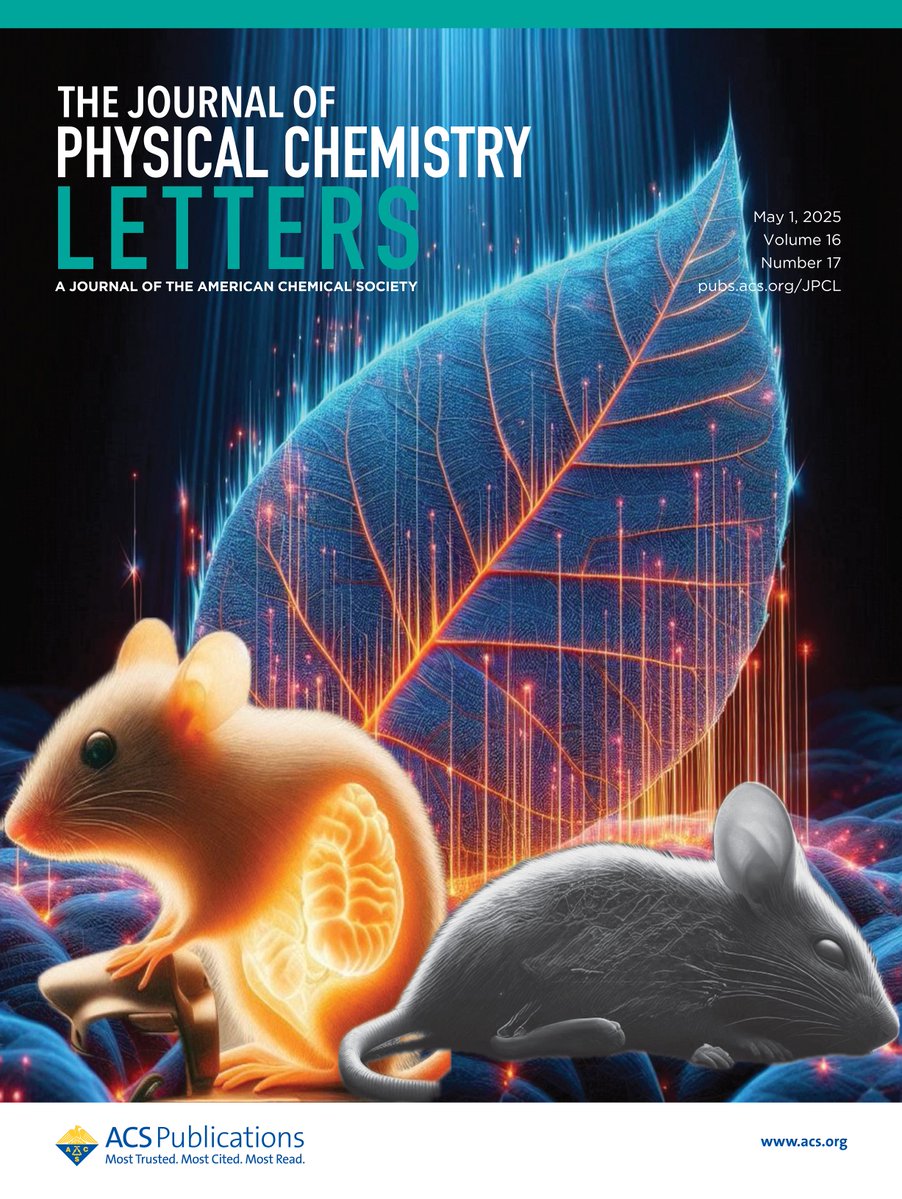 THE JOURNAL OF
PHYSICAL CHEMISTRY
LETTERS
A JOURNAL OF THE AMERICAN CHEMICAL SOCIETY
May 1, 2025
Volume 16
Number 17
pubs.acs.org/JPCL
ACS Publications
Most Trusted. Most Cited. Most Read.
www.acs.org